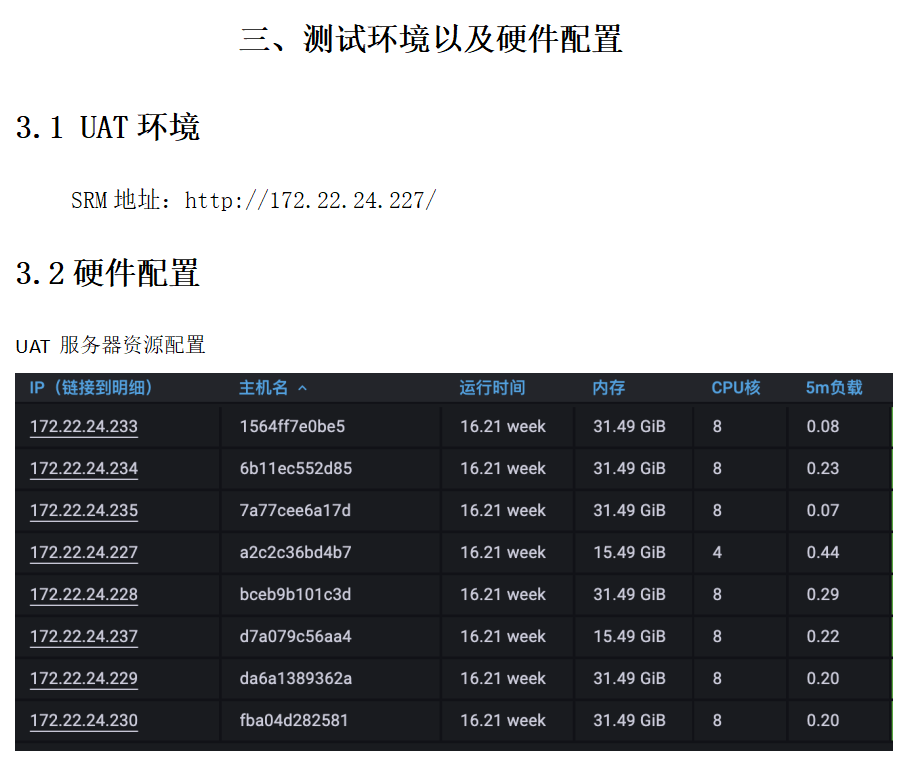 三、测试环境以及硬件配置
3.1 UAT 环境
SRM 地址：http://172.22.24.227/
3.2 硬件配置
UAT 服务器资源配置
IP（链接到明细） 主机名 运行时间 内存 CPU核 5m负载
172.22.24.233 1564ff7e0be5 16.21 week 31.49 GiB 8 0.08
172.22.24.234 6b11ec552d85 16.21 week 31.49 GiB 8 0.23
172.22.24.235 7a77cee6a17d 16.21 week 31.49 GiB 8 0.07
172.22.24.227 a2c2c36bd4b7 16.21 week 15.49 GiB 4 0.44
172.22.24.228 bceb9b101c3d 16.21 week 31.49 GiB 8 0.29
172.22.24.237 d7a079c56aa4 16.21 week 15.49 GiB 8 0.22
172.22.24.229 da6a1389362a 16.21 week 31.49 GiB 8 0.20
172.22.24.230 fba04d282581 16.21 week 31.49 GiB 8 0.20